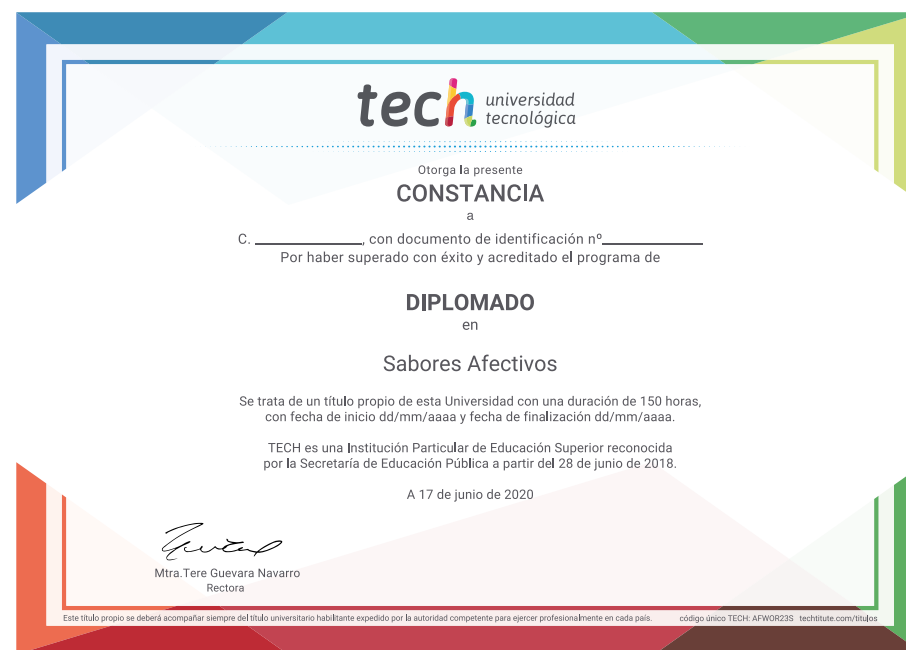 tech universidad
tecnológica
Otorga la presente
CONSTANCIA
a
C. ____________, con documento de identificación nº____________
Por haber superado con éxito y acreditado el programa de
DIPLOMADO
en
Sabores Afectivos
Se trata de un título propio de esta Universidad con una duración de 150 horas,
con fecha de inicio dd/mm/aaaa y fecha de finalización dd/mm/aaaa.
TECH es una Institución Particular de Educación Superior reconocida
por la Secretaría de Educación Pública a partir del 28 de junio de 2018.
A 17 de junio de 2020
Mtra.Tere Guevara Navarro
Rectora
Este título propio se deberá acompañar siempre del título universitario habilitante expedido por la autoridad competente para ejercer profesionalmente en cada país. código único TECH: AFWOR23S techtitute.com/titulos